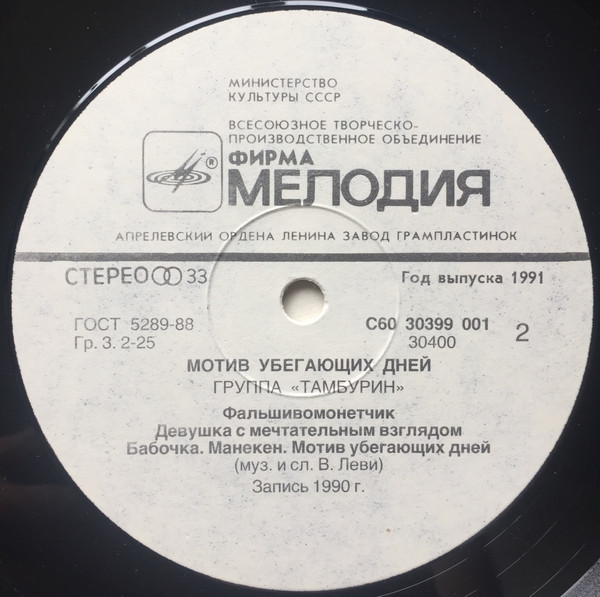 МИНИСТЕРСТВО
КУЛЬТУРЫ СССР
ВСЕСОЮЗНОЕ ТВОРЧЕСКО-
ПРОИЗВОДСТВЕННОЕ ОБЪЕДИНЕНИЕ
ФИРМА
® МЕЛОДИЯ
АПРЕЛЕВСКИЙ ОРДЕНА ЛЕНИНА ЗАВОД ГРАМПЛАСТИНОК
СТЕРЕО 33 Год выпуска 1991
ГОСТ 5289-88 С60 30399 001
Гр. 3. 2-25 30400 2
МОТИВ УБЕГАЮЩИХ ДНЕЙ
ГРУППА «ТАМБУРИН»
Фальшивомонетчик
Девушка с мечтательным взглядом
Бабочка. Манекен. Мотив убегающих дней
(муз. и сл. В. Леви)
Запись 1990 г.